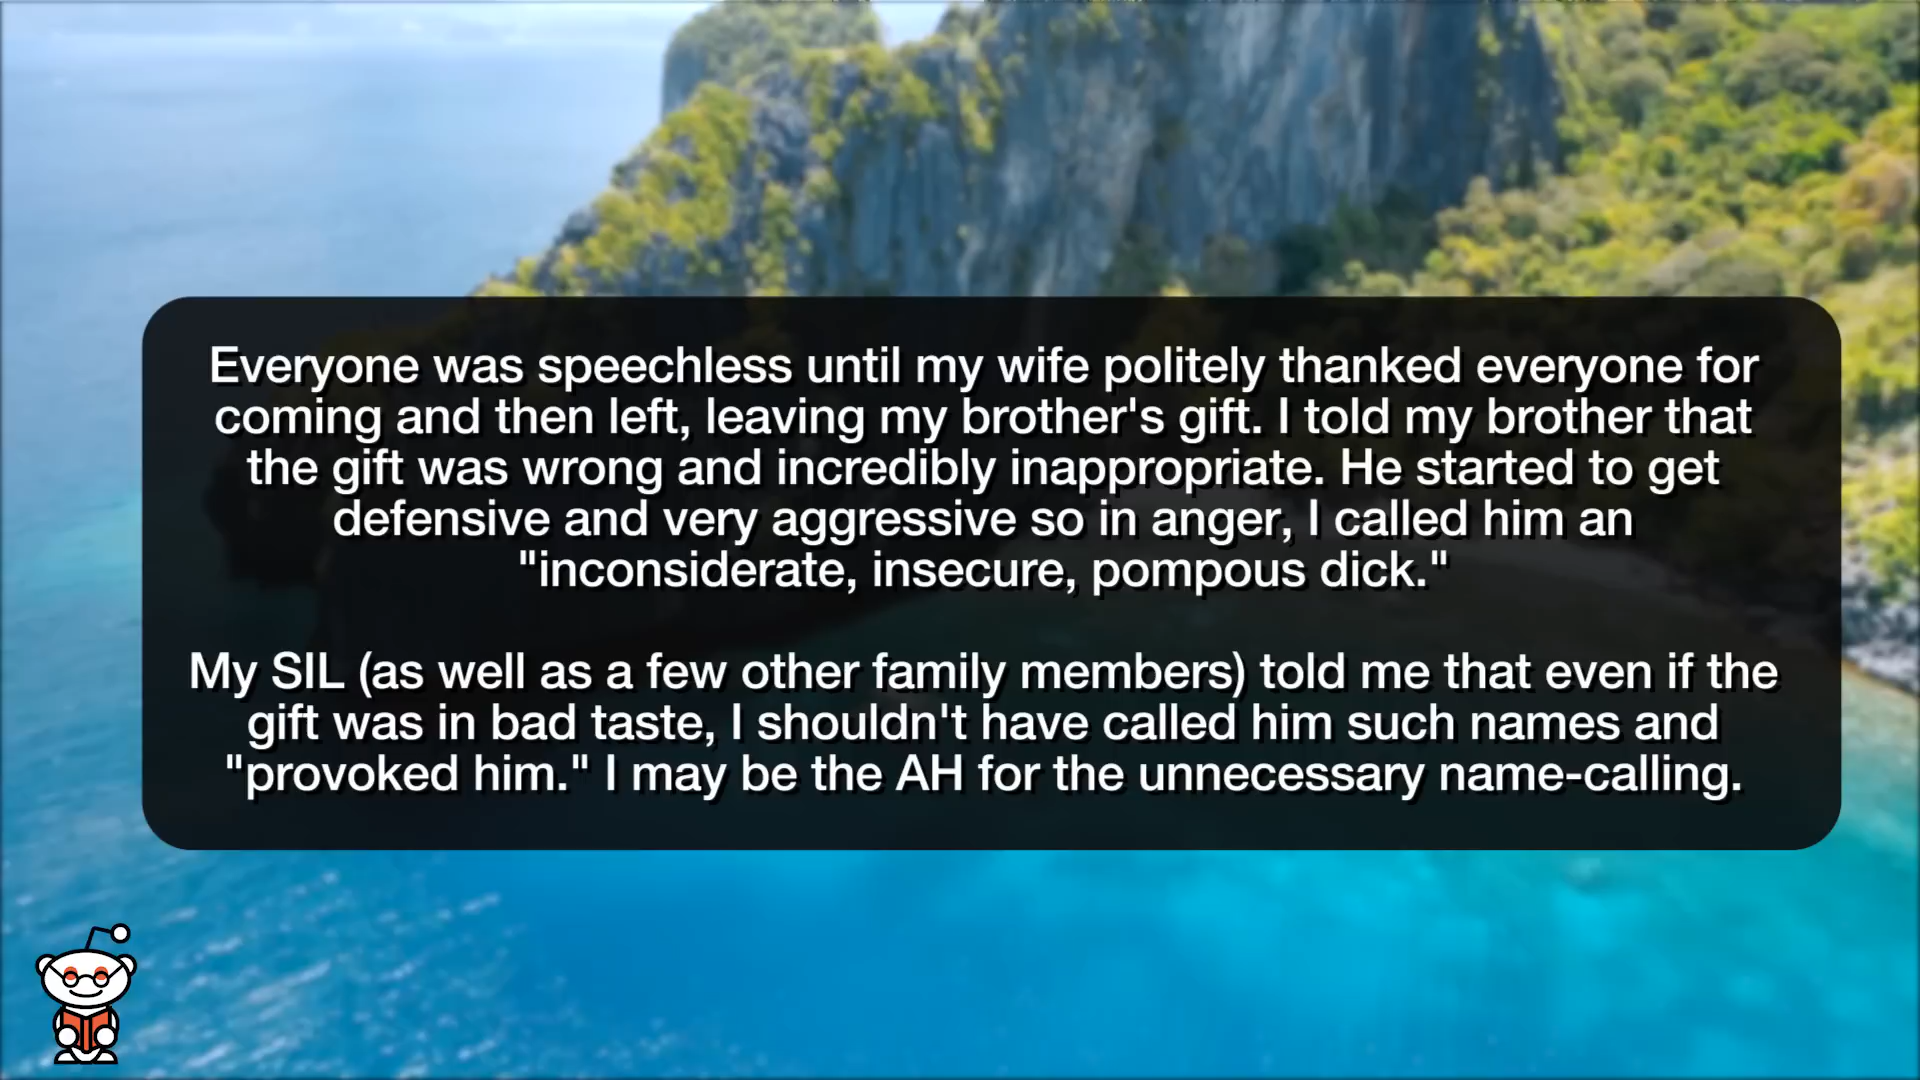 Everyone was speechless until my wife politely thanked everyone for
coming and then left, leaving my brother's gift. I told my brother that
the gift was wrong and incredibly inappropriate. He started to get
defensive and very aggressive so in anger, I called him an
"inconsiderate, insecure, pompous dick."
My SIL (as well as a few other family members) told me that even if the
gift was in bad taste, I shouldn't have called him such names and
"provoked him." I may be the AH for the unnecessary name-calling.